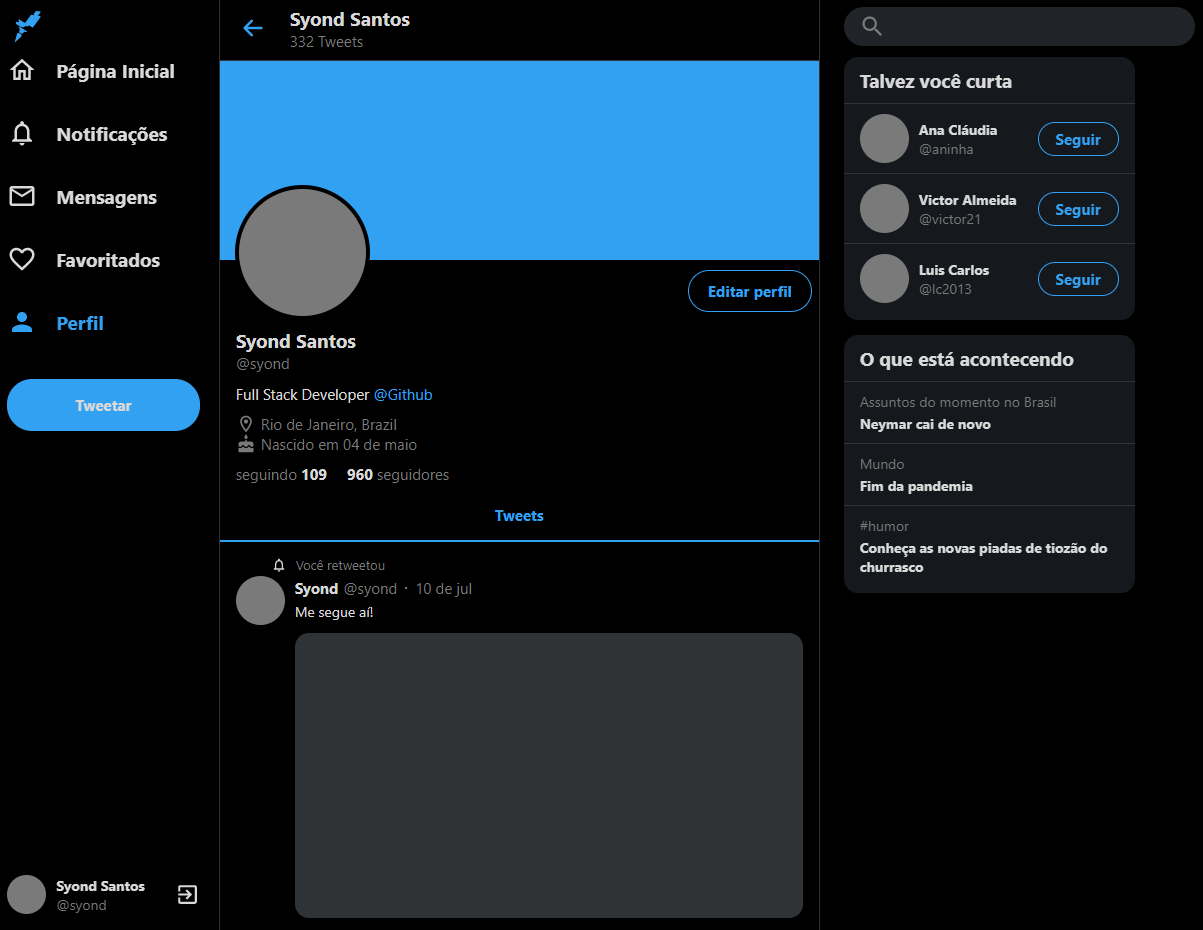 Página Inicial
Notificações
Mensagens
Favoritados
Perfil
Tweetar
Syond Santos
@syond
Syond Santos
332 Tweets
Editar perfil
Syond Santos
@syond
Full Stack Developer @Github
Rio de Janeiro, Brazil
Nascido em 04 de maio
seguindo 109 960 seguidores
Tweets
Você retweetou
Syond @syond · 10 de jul
Me segue aí!
Talvez você curta
Ana Cláudia
@aninha
Seguir
Victor Almeida
@victor21
Seguir
Luis Carlos
@lc2013
Seguir
O que está acontecendo
Assuntos do momento no Brasil
Neymar cai de novo
Mundo
Fim da pandemia
#humor
Conheça as novas piadas de tiozão do
churrasco